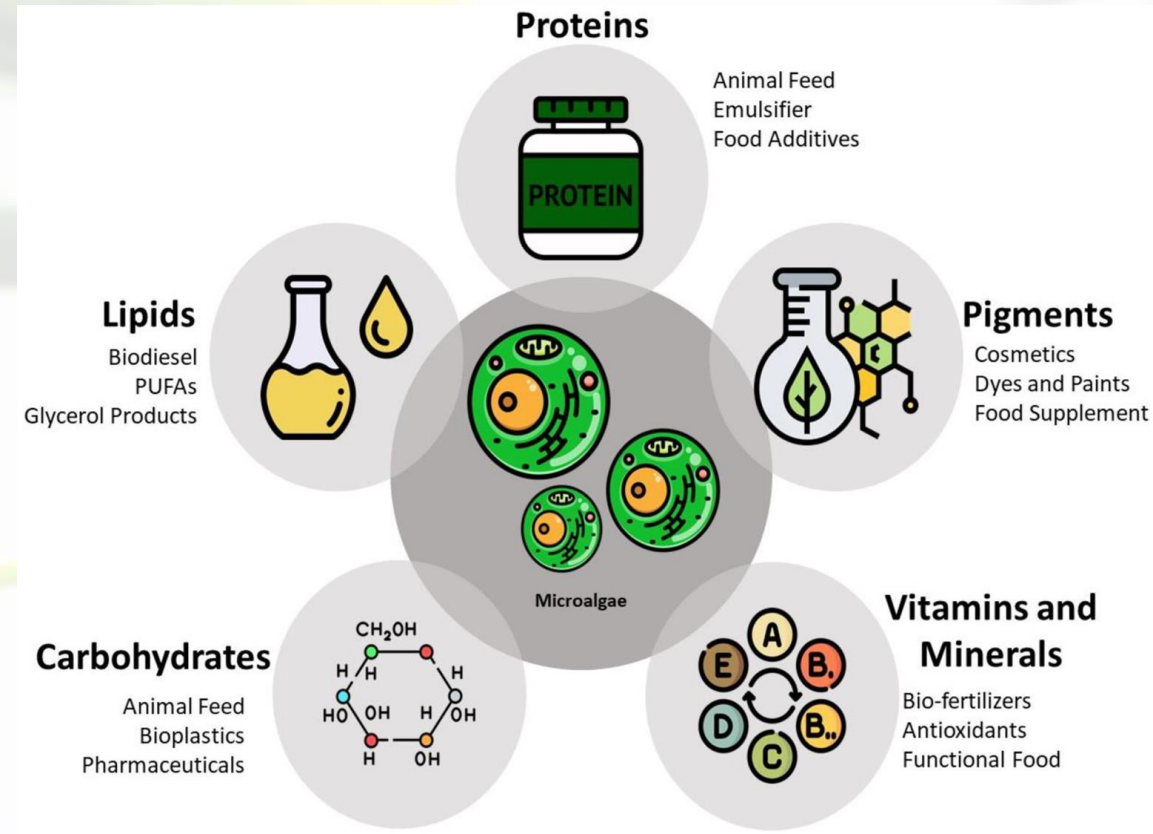 Proteins
Animal Feed
Emulsifier
Food Additives
PROTEIN
Lipids
Biodiesel
PUFAs
Glycerol Products
Pigments
Cosmetics
Dyes and Paints
Food Supplement
Microalgae
Carbohydrates
Animal Feed
Bioplastics
Pharmaceuticals
CH₂OH
H
H
H
HO
OH
H
OH
H
OH
Vitamins and
Minerals
Bio-fertilizers
Antioxidants
Functional Food
A
E
B.
D
B..
C